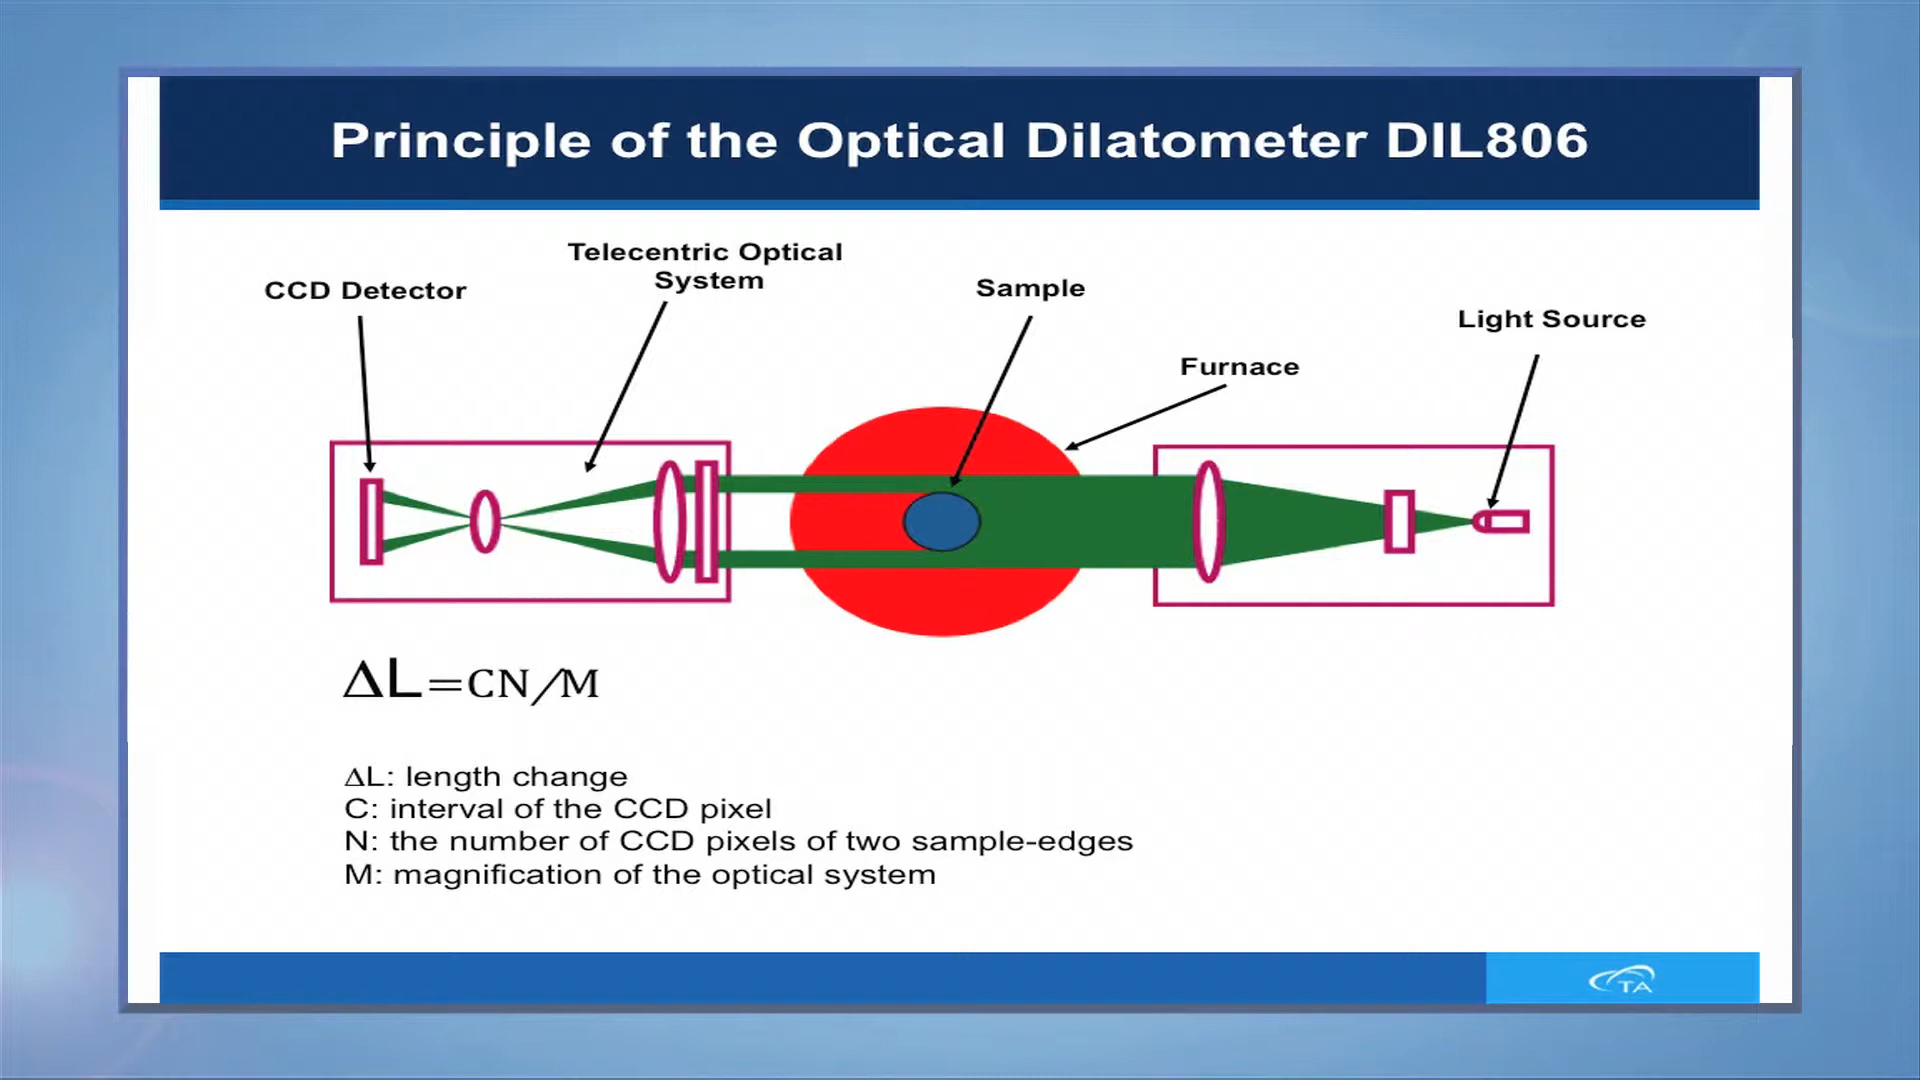 Principle of the Optical Dilatometer DIL806
Telecentric Optical
System
CCD Detector
Sample
Light Source
Furnace
ΔL=CN/M
ΔL: length change
C: interval of the CCD pixel
N: the number of CCD pixels of two sample-edges
M: magnification of the optical system
TA